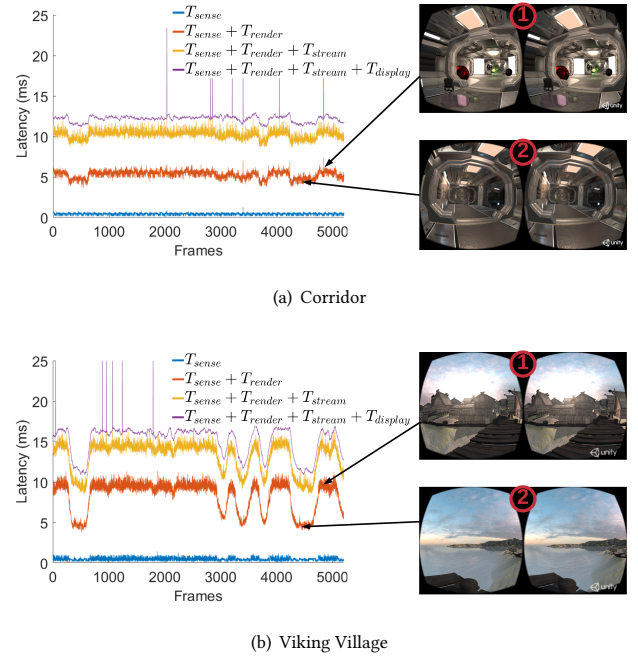 25
20
15
10
5
0
Latency (ms)
T_sense
T_sense + T_render
T_sense + T_render + T_stream
T_sense + T_render + T_stream + T_display
0 1000 2000 3000 4000 5000
Frames
1
unity
2
unity
(a) Corridor
25
20
15
10
5
0
Latency (ms)
T_sense
T_sense + T_render
T_sense + T_render + T_stream
T_sense + T_render + T_stream + T_display
0 1000 2000 3000 4000 5000
Frames
1
unity
2
unity
(b) Viking Village